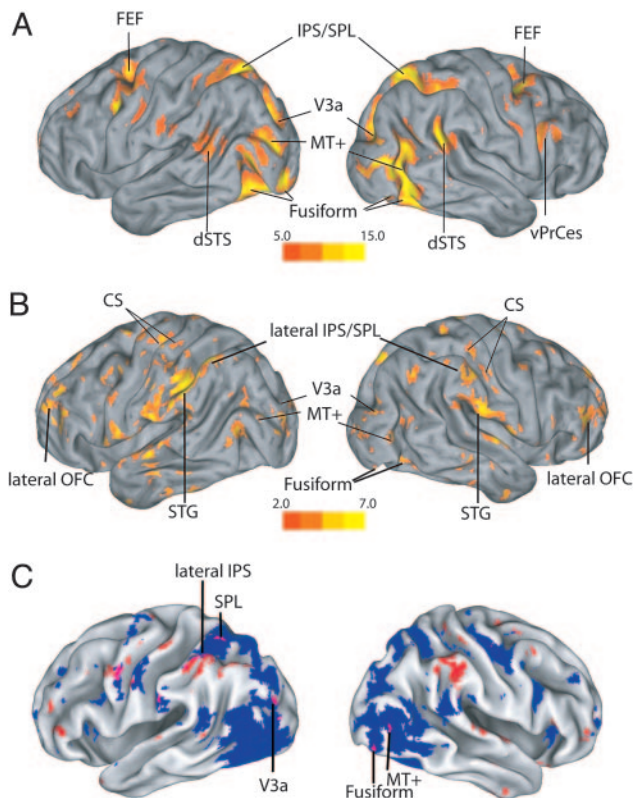 A
FEF
IPS/SPL
FEF
V3a
MT+
Fusiform
dSTS
dSTS
vPrCes
5.0 15.0
B
CS
CS
lateral IPS/SPL
V3a
MT+
lateral OFC
Fusiform
lateral OFC
STG
STG
2.0 7.0
C
lateral IPS
SPL
V3a
Fusiform
MT+